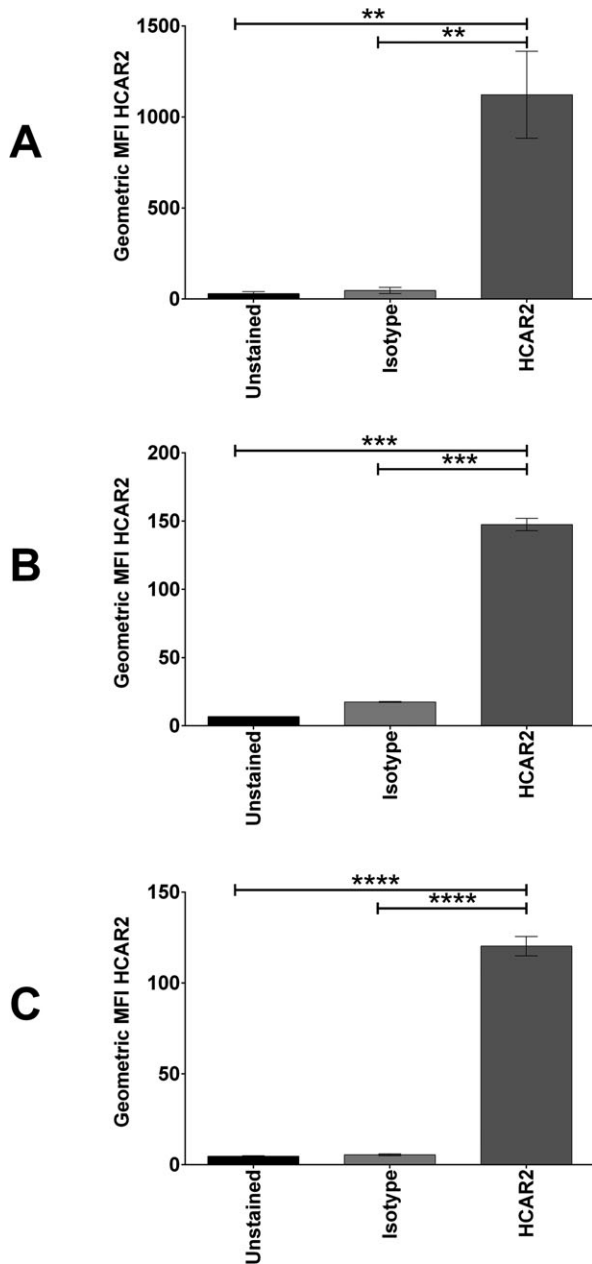 A
Geometric MFI HCAR2
1500
1000
500
0
**
**
Unstained
Isotype
HCAR2
B
Geometric MFI HCAR2
200
150
100
50
0
***
***
Unstained
Isotype
HCAR2
C
Geometric MFI HCAR2
150
100
50
0
****
****
Unstained
Isotype
HCAR2